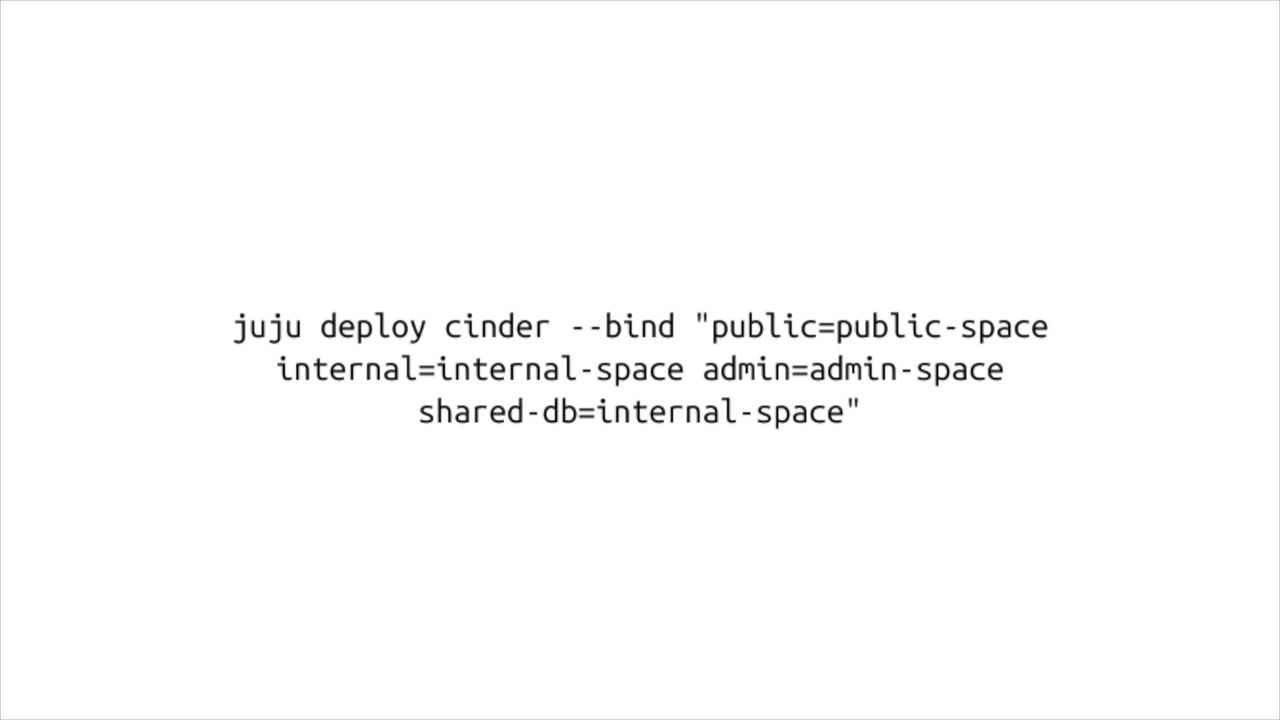 juju deploy cinder --bind "public=public-space
internal=internal-space admin=admin-space
shared-db=internal-space"